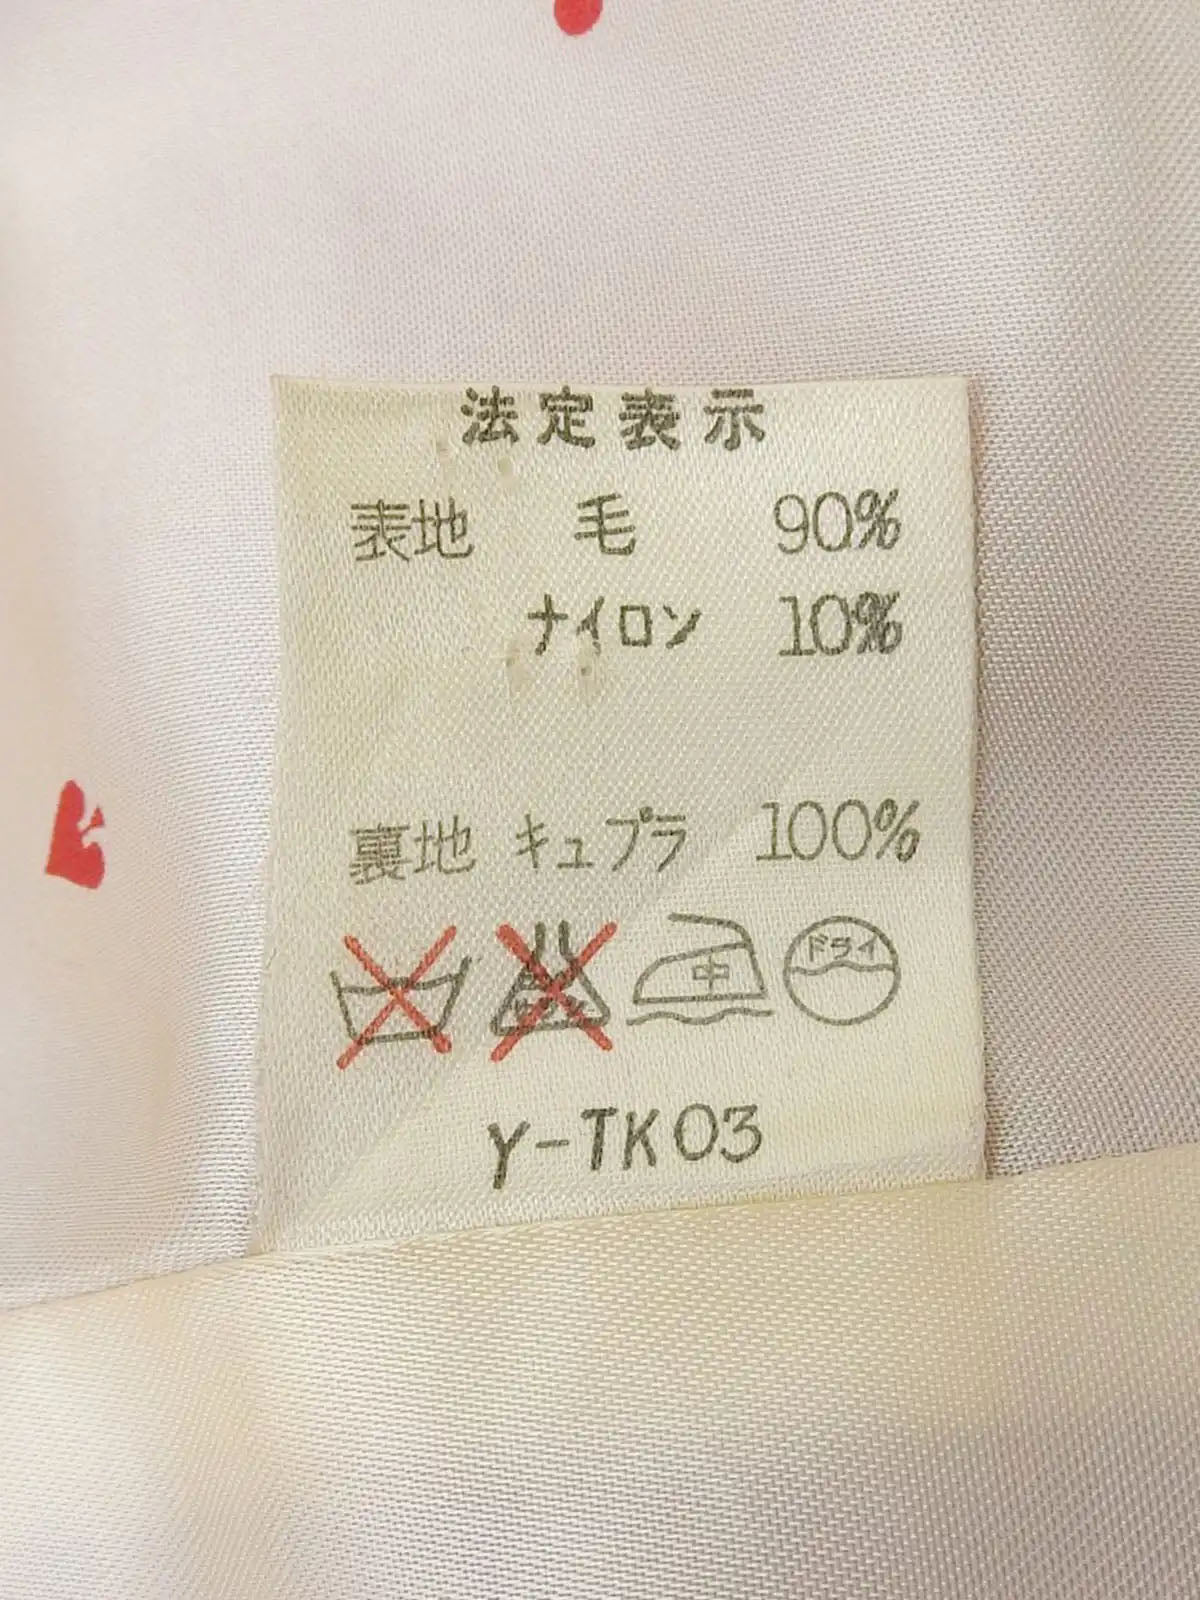 法定表示
表地 毛 90%
ナイロン 10%
裏地 キュプラ 100%
中 ドライ
Y-TK03